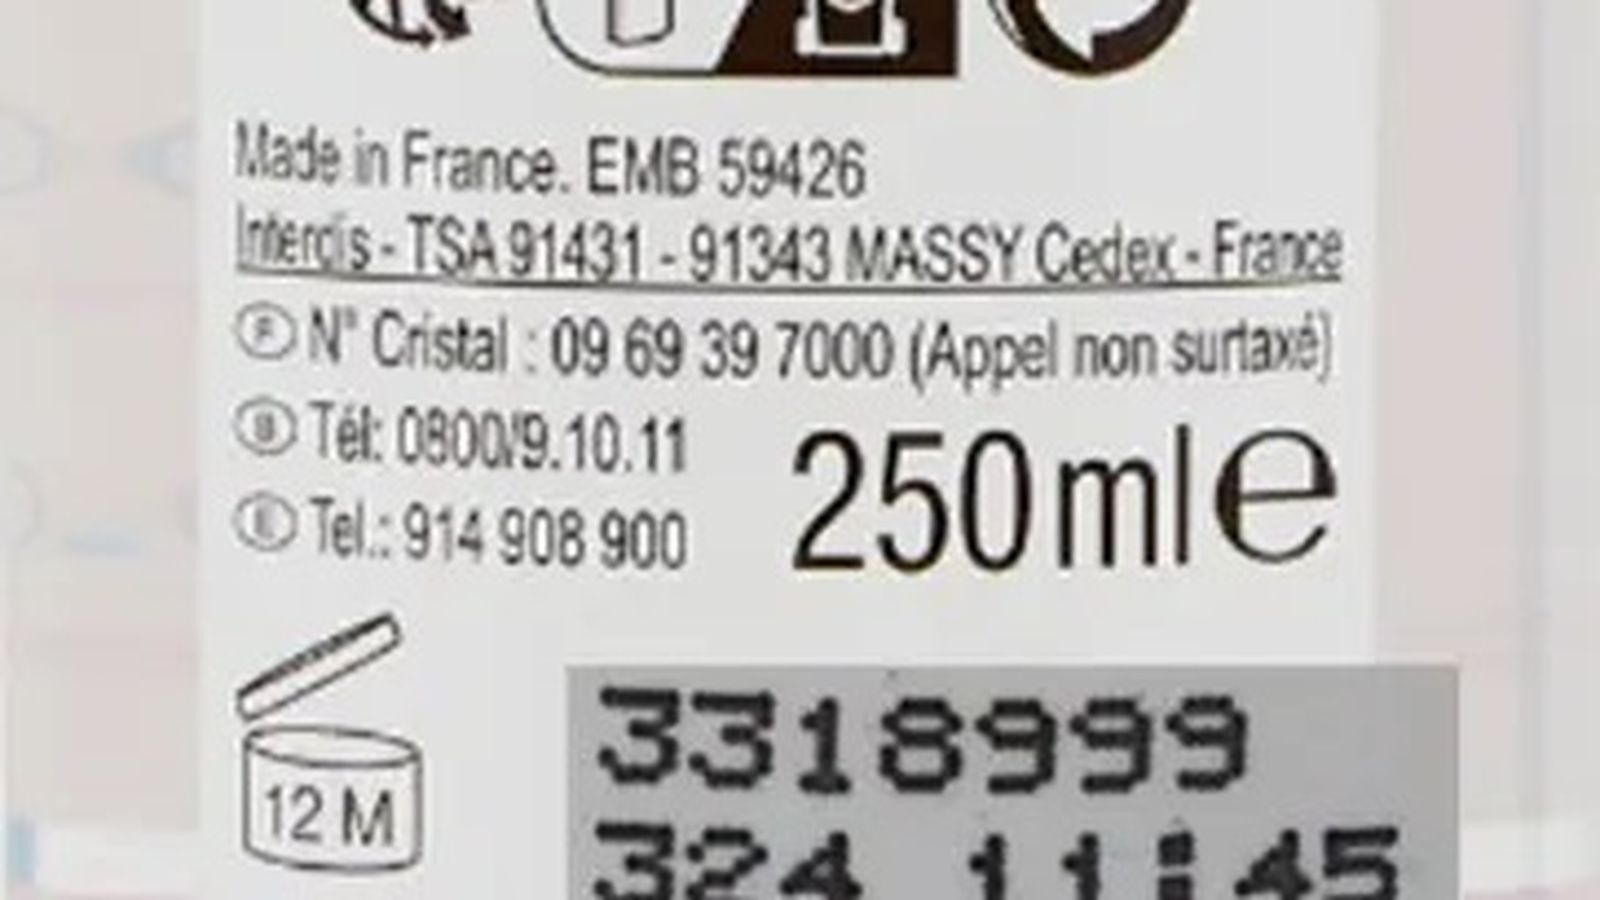 Made in France. EMB 59426
Interdis - TSA 91431 - 91343 MASSY Cedex - France
F N° Cristal : 09 69 39 7000 (Appel non surtaxé)
B Tél: 0800/9.10.11
E Tel.: 914 908 900
250ml e
12 M
3318999
324 11:45